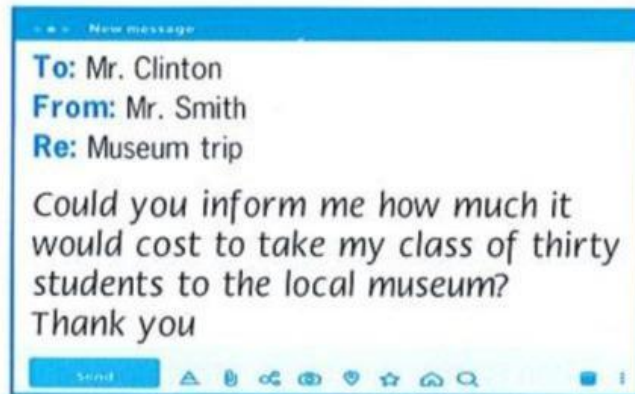 New message
To: Mr. Clinton
From: Mr. Smith
Re: Museum trip
Could you inform me how much it
would cost to take my class of thirty
students to the local museum?
Thank you
Send